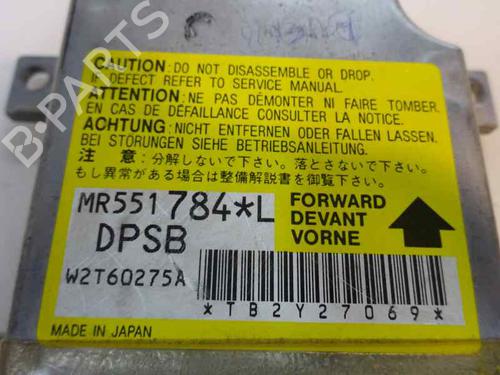 CAUTION: DO NOT DISASSEMBLE OR DROP.
IF DEFECT REFER TO SERVICE MANUAL.
ATTENTION: NE PAS DÉMONTER NI FAIRE TOMBER.
EN CAS DE DÉFAILLANCE CONSULTER LA NOTICE.
ACHTUNG: NICHT ENTFERNEN ODER FALLEN LASSEN.
BEI STÖRUNGEN SIEHE BETRIEBSANLEITUNG.
注 意：分解しないで下さい。落とさないで下さい。
もし異常がある場合は整備解説書を御覧下さい。
MR551784*L
DPSB
W2T60275A
FORWARD
DEVANT
VORNE
*TB2Y27069*
MADE IN JAPAN
B-PARTS